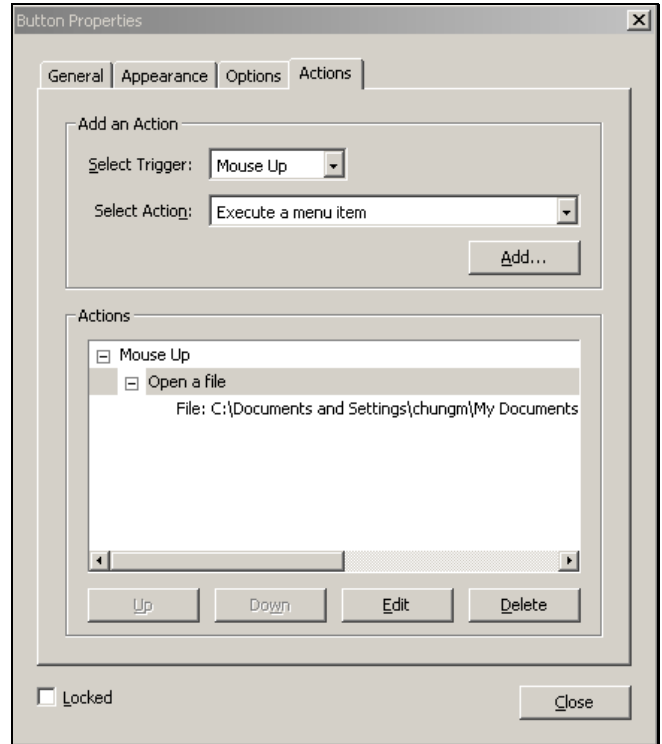 Button Properties
General Appearance Options Actions
Add an Action
Select Trigger: Mouse Up
Select Action: Execute a menu item
Add...
Actions
Mouse Up
Open a file
File: C:\Documents and Settings\chungm\My Documents
Up Down Edit Delete
Locked
Close